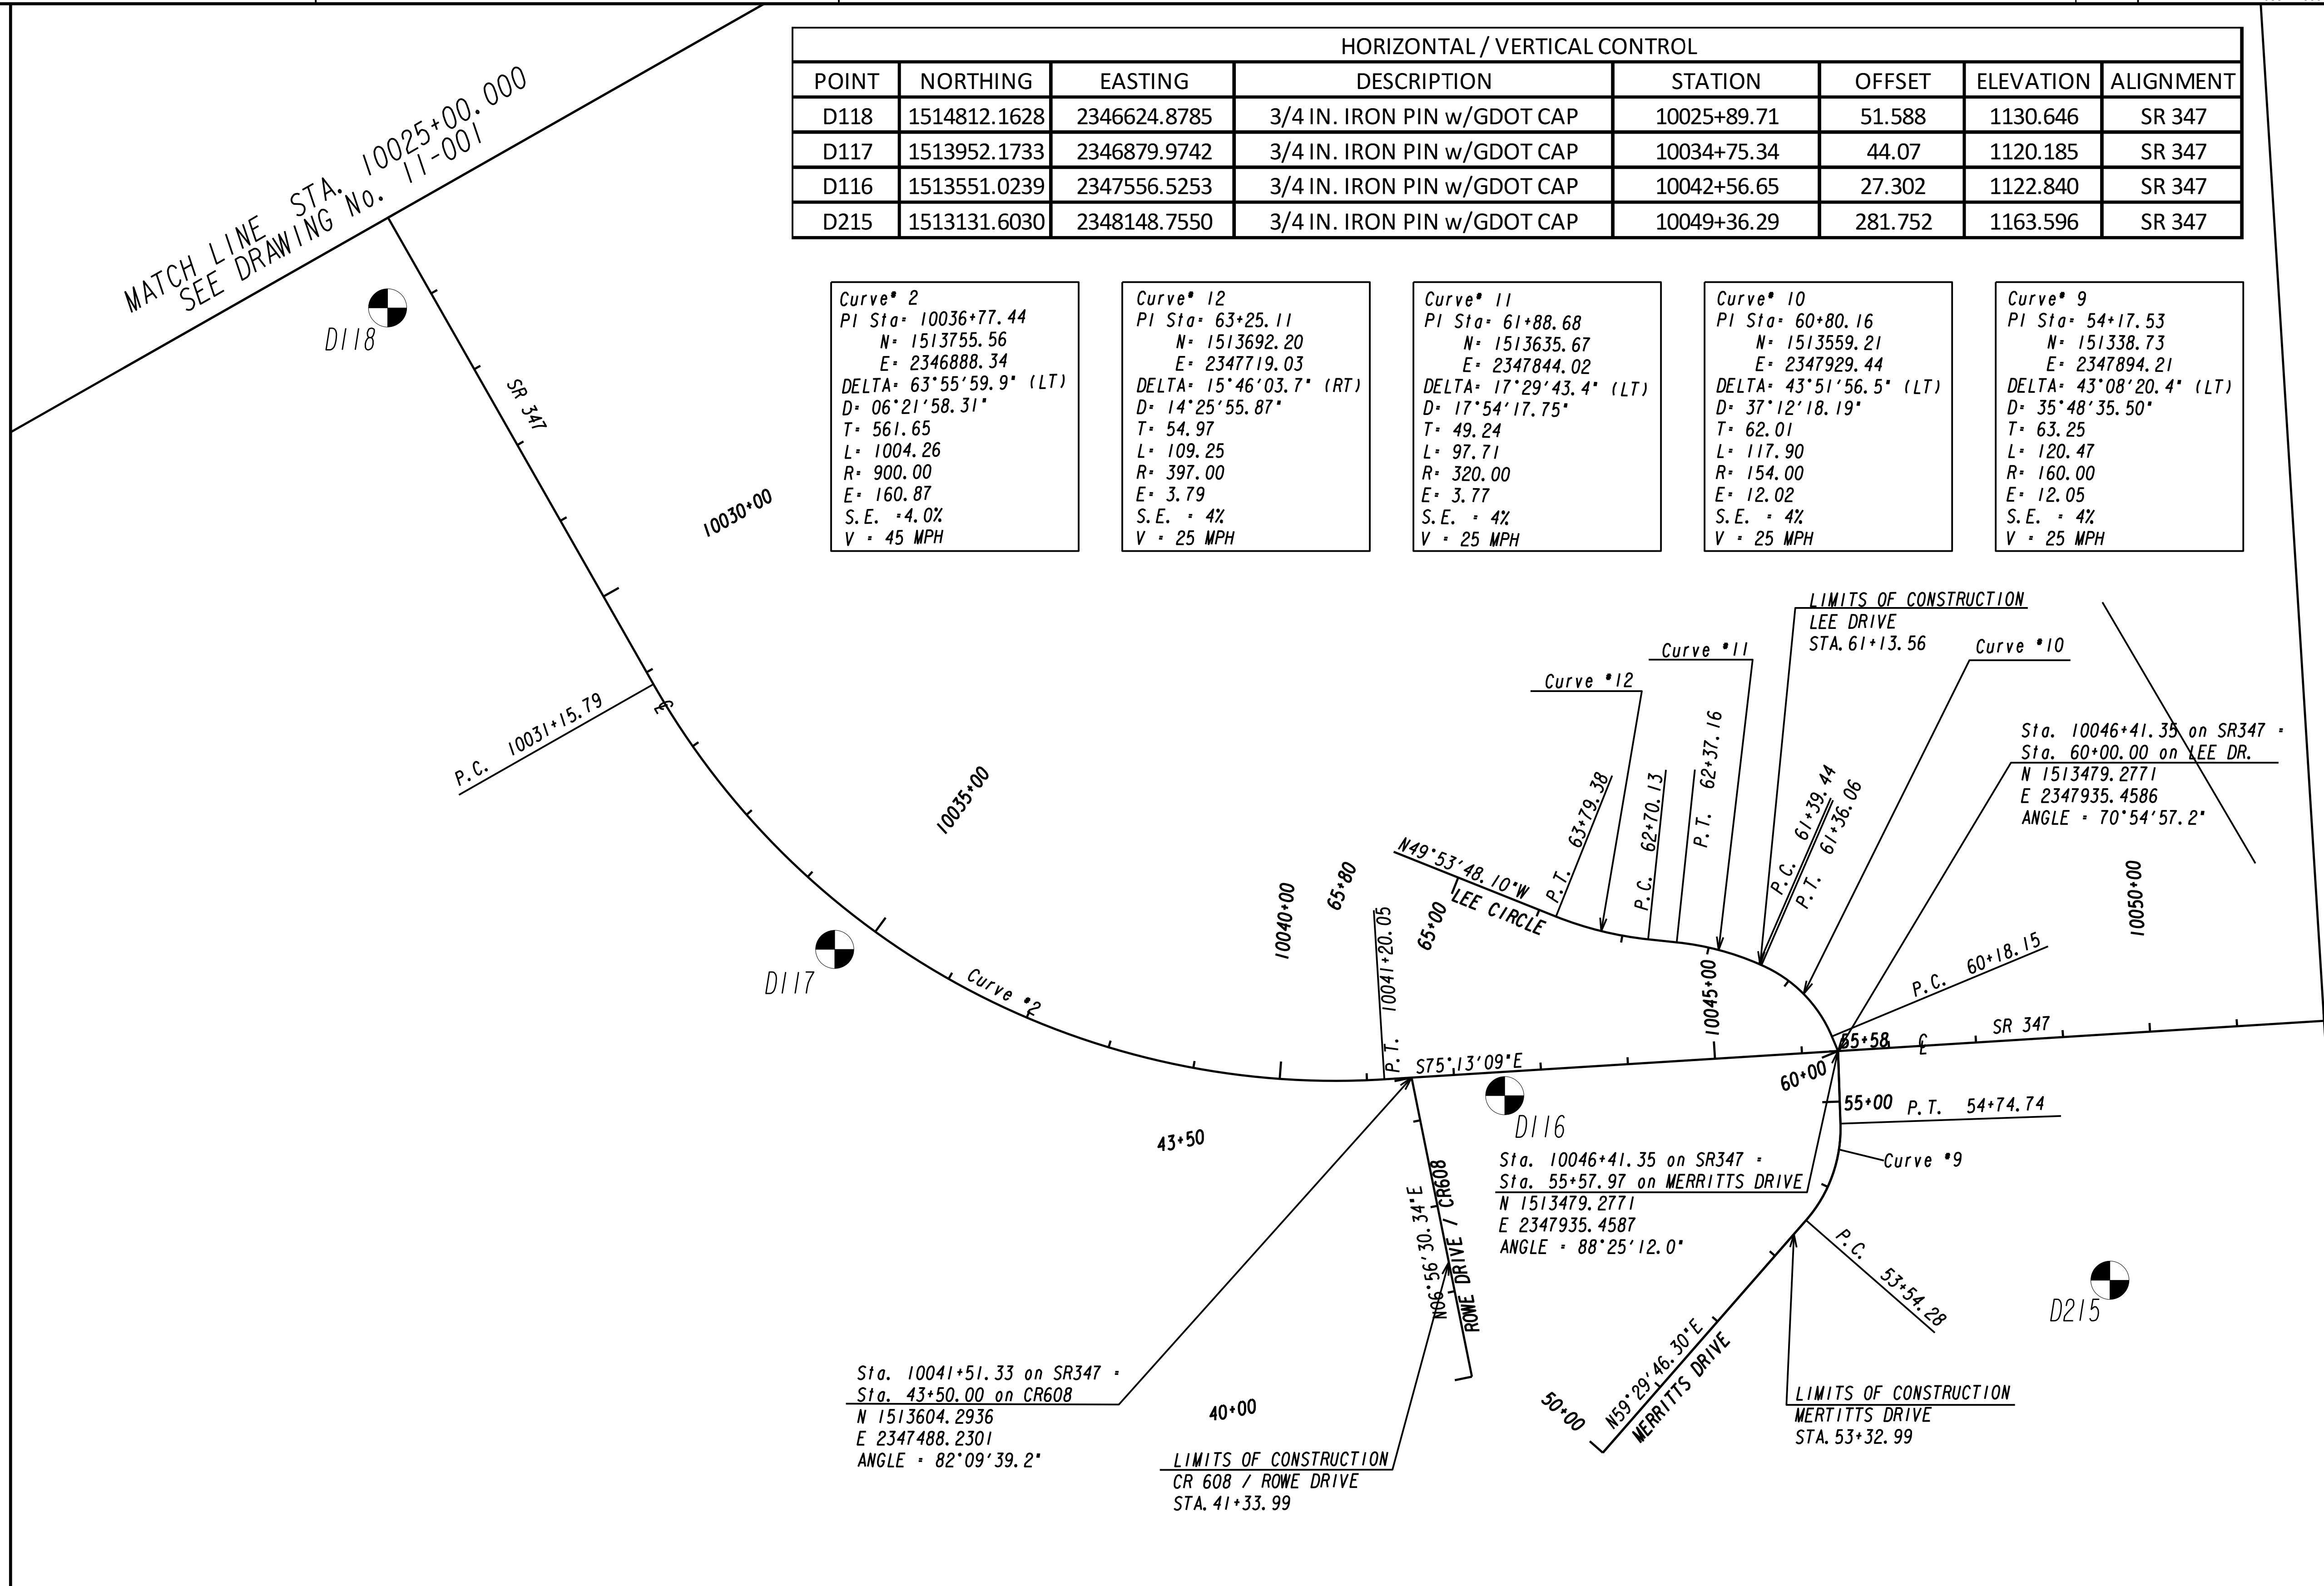 HORIZONTAL / VERTICAL CONTROL
POINT NORTHING EASTING DESCRIPTION STATION OFFSET ELEVATION ALIGNMENT
D118 1514812.1628 2346624.8785 3/4 IN. IRON PIN w/GDOT CAP 10025+89.71 51.588 1130.646 SR 347
D117 1513952.1733 2346879.9742 3/4 IN. IRON PIN w/GDOT CAP 10034+75.34 44.07 1120.185 SR 347
D116 1513551.0239 2347556.5253 3/4 IN. IRON PIN w/GDOT CAP 10042+56.65 27.302 1122.840 SR 347
D215 1513131.6030 2348148.7550 3/4 IN. IRON PIN w/GDOT CAP 10049+36.29 281.752 1163.596 SR 347
MATCH LINE STA. 10025+00.000
SEE DRAWING No. 11-001
D118
SR 347
10030+00
Curve# 2
PI Sta= 10036+77.44
N= 1513755.56
E= 2346888.34
DELTA= 63°55'59.9" (LT)
D= 06°21'58.31"
T= 561.65
L= 1004.26
R= 900.00
E= 160.87
S.E. =4.0%
V = 45 MPH
Curve# 12
PI Sta= 63+25.11
N= 1513692.20
E= 2347719.03
DELTA= 15°46'03.7" (RT)
D= 14°25'55.87"
T= 54.97
L= 109.25
R= 397.00
E= 3.79
S.E. = 4%
V = 25 MPH
Curve# 11
PI Sta= 61+88.68
N= 1513635.67
E= 2347844.02
DELTA= 17°29'43.4" (LT)
D= 17°54'17.75"
T= 49.24
L= 97.71
R= 320.00
E= 3.77
S.E. = 4%
V = 25 MPH
Curve# 10
PI Sta= 60+80.16
N= 1513559.21
E= 2347929.44
DELTA= 43°51'56.5" (LT)
D= 37°12'18.19"
T= 62.01
L= 117.90
R= 154.00
E= 12.02
S.E. = 4%
V = 25 MPH
Curve# 9
PI Sta= 54+17.53
N= 151338.73
E= 2347894.21
DELTA= 43°08'20.4" (LT)
D= 35°48'35.50"
T= 63.25
L= 120.47
R= 160.00
E= 12.05
S.E. = 4%
V = 25 MPH
LIMITS OF CONSTRUCTION
LEE DRIVE
STA.61+13.56
Curve #10
Curve #11
Curve #12
P.C. 10031+15.79
10035+00
Sta. 10046+41.35 on SR347 =
Sta. 60+00.00 on LEE DR.
N 1513479.2771
E 2347935.4586
ANGLE = 70°54'57.2"
N49°53'48.10"W
LEE CIRCLE
P.T. 63+79.38
P.C. 62+70.13
P.T. 62+37.16
P.C. 61+39.44
P.T. 61+36.06
10040+00
65+80
65+00
P.T. 10041+20.05
10045+00
P.C. 60+18.15
10050+00
D117
Curve #2
S75°13'09"E
55+58
SR 347
60+00
55+00
P.T. 54+74.74
43+50
D116
Curve #9
Sta. 10046+41.35 on SR347 =
Sta. 55+57.97 on MERRITTS DRIVE
N 1513479.2771
E 2347935.4587
ANGLE = 88°25'12.0"
N06°56'30.34"E
ROWE DRIVE / CR608
P.C. 53+54.28
D215
N59°29'46.30"E
MERRITTS DRIVE
50+00
Sta. 10041+51.33 on SR347 =
Sta. 43+50.00 on CR608
N 1513604.2936
E 2347488.2301
ANGLE = 82°09'39.2"
40+00
LIMITS OF CONSTRUCTION
MERTITTS DRIVE
STA.53+32.99
LIMITS OF CONSTRUCTION
CR 608 / ROWE DRIVE
STA.41+33.99